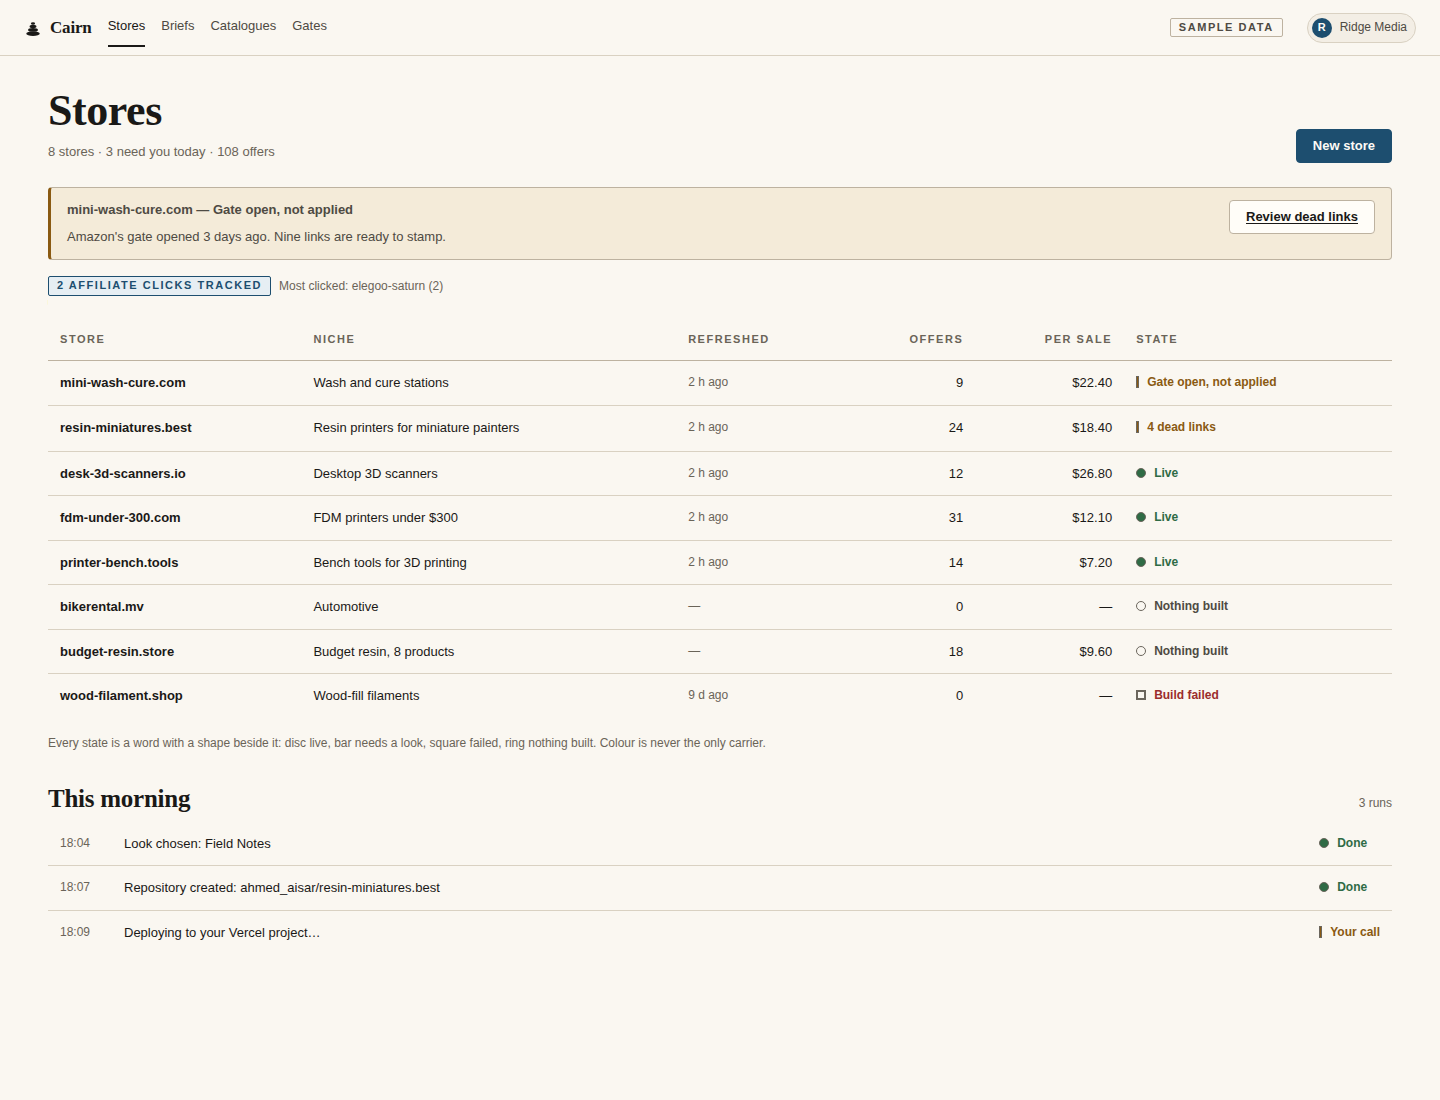 Cairn Stores Briefs Catalogues Gates SAMPLE DATA R Ridge Media
Stores
8 stores · 3 need you today · 108 offers
New store
mini-wash-cure.com — Gate open, not applied
Amazon's gate opened 3 days ago. Nine links are ready to stamp.
Review dead links
2 AFFILIATE CLICKS TRACKED Most clicked: elegoo-saturn (2)
STORE NICHE REFRESHED OFFERS PER SALE STATE
mini-wash-cure.com Wash and cure stations 2 h ago 9 $22.40 Gate open, not applied
resin-miniatures.best Resin printers for miniature painters 2 h ago 24 $18.40 4 dead links
desk-3d-scanners.io Desktop 3D scanners 2 h ago 12 $26.80 Live
fdm-under-300.com FDM printers under $300 2 h ago 31 $12.10 Live
printer-bench.tools Bench tools for 3D printing 2 h ago 14 $7.20 Live
bikerental.mv Automotive — 0 — Nothing built
budget-resin.store Budget resin, 8 products — 18 $9.60 Nothing built
wood-filament.shop Wood-fill filaments 9 d ago 0 — Build failed
Every state is a word with a shape beside it: disc live, bar needs a look, square failed, ring nothing built. Colour is never the only carrier.
This morning 3 runs
18:04 Look chosen: Field Notes Done
18:07 Repository created: ahmed_aisar/resin-miniatures.best Done
18:09 Deploying to your Vercel project… Your call